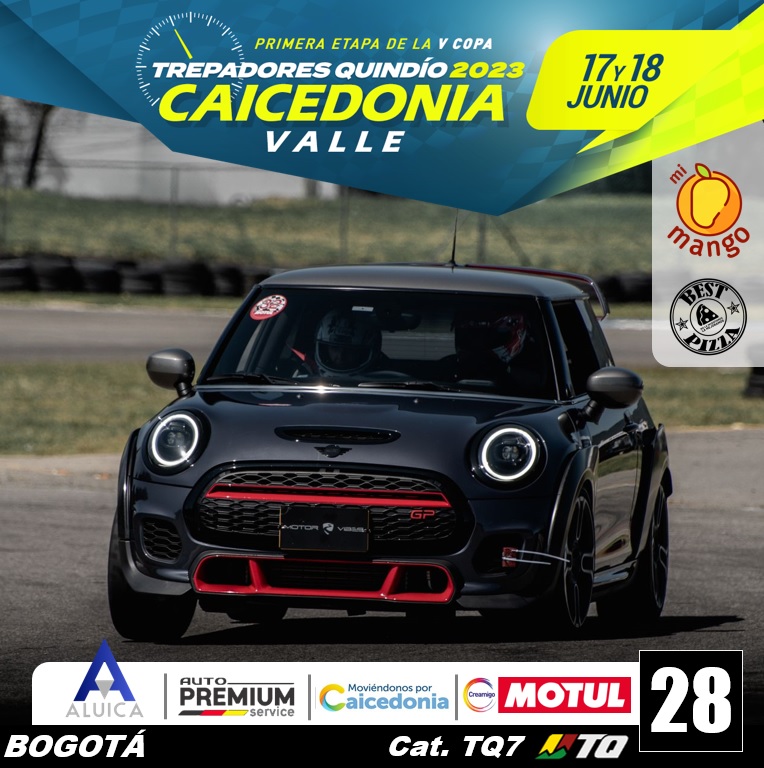 PRIMERA ETAPA DE LA V COPA
TREPADORES QUINDÍO 2023
CAICEDONIA
VALLE
17 Y 18
JUNIO
mi
mango
BEST
PIZZA
GP
MOTOR VIBES
ALUICA
AUTO
PREMIUM
service
Moviéndonos por
Caicedonia
Creamigo
MOTUL
28
BOGOTÁ
Cat. TQ7
TQ